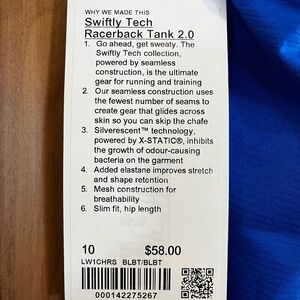 WHY WE MADE THIS
Swiftly Tech
Racerback Tank 2.0
1. Go ahead, get sweaty. The
Swiftly Tech collection,
powered by seamless
construction, is the ultimate
garment for running and training
2. Our seamless construction uses
the fewest number of seams to
create gear that glides across
skin so you can skip the chafe
3. Silverescent™ technology,
powered by X-STATIC®, inhibits
the growth of odour-causing
bacteria on the garment
4. Added elastane improves stretch
and shape retention
5. Mesh construction for
breathability
6. Slim fit, hip length
10 $58.00
LW1CHRS BLBT/BLBT
000142275267